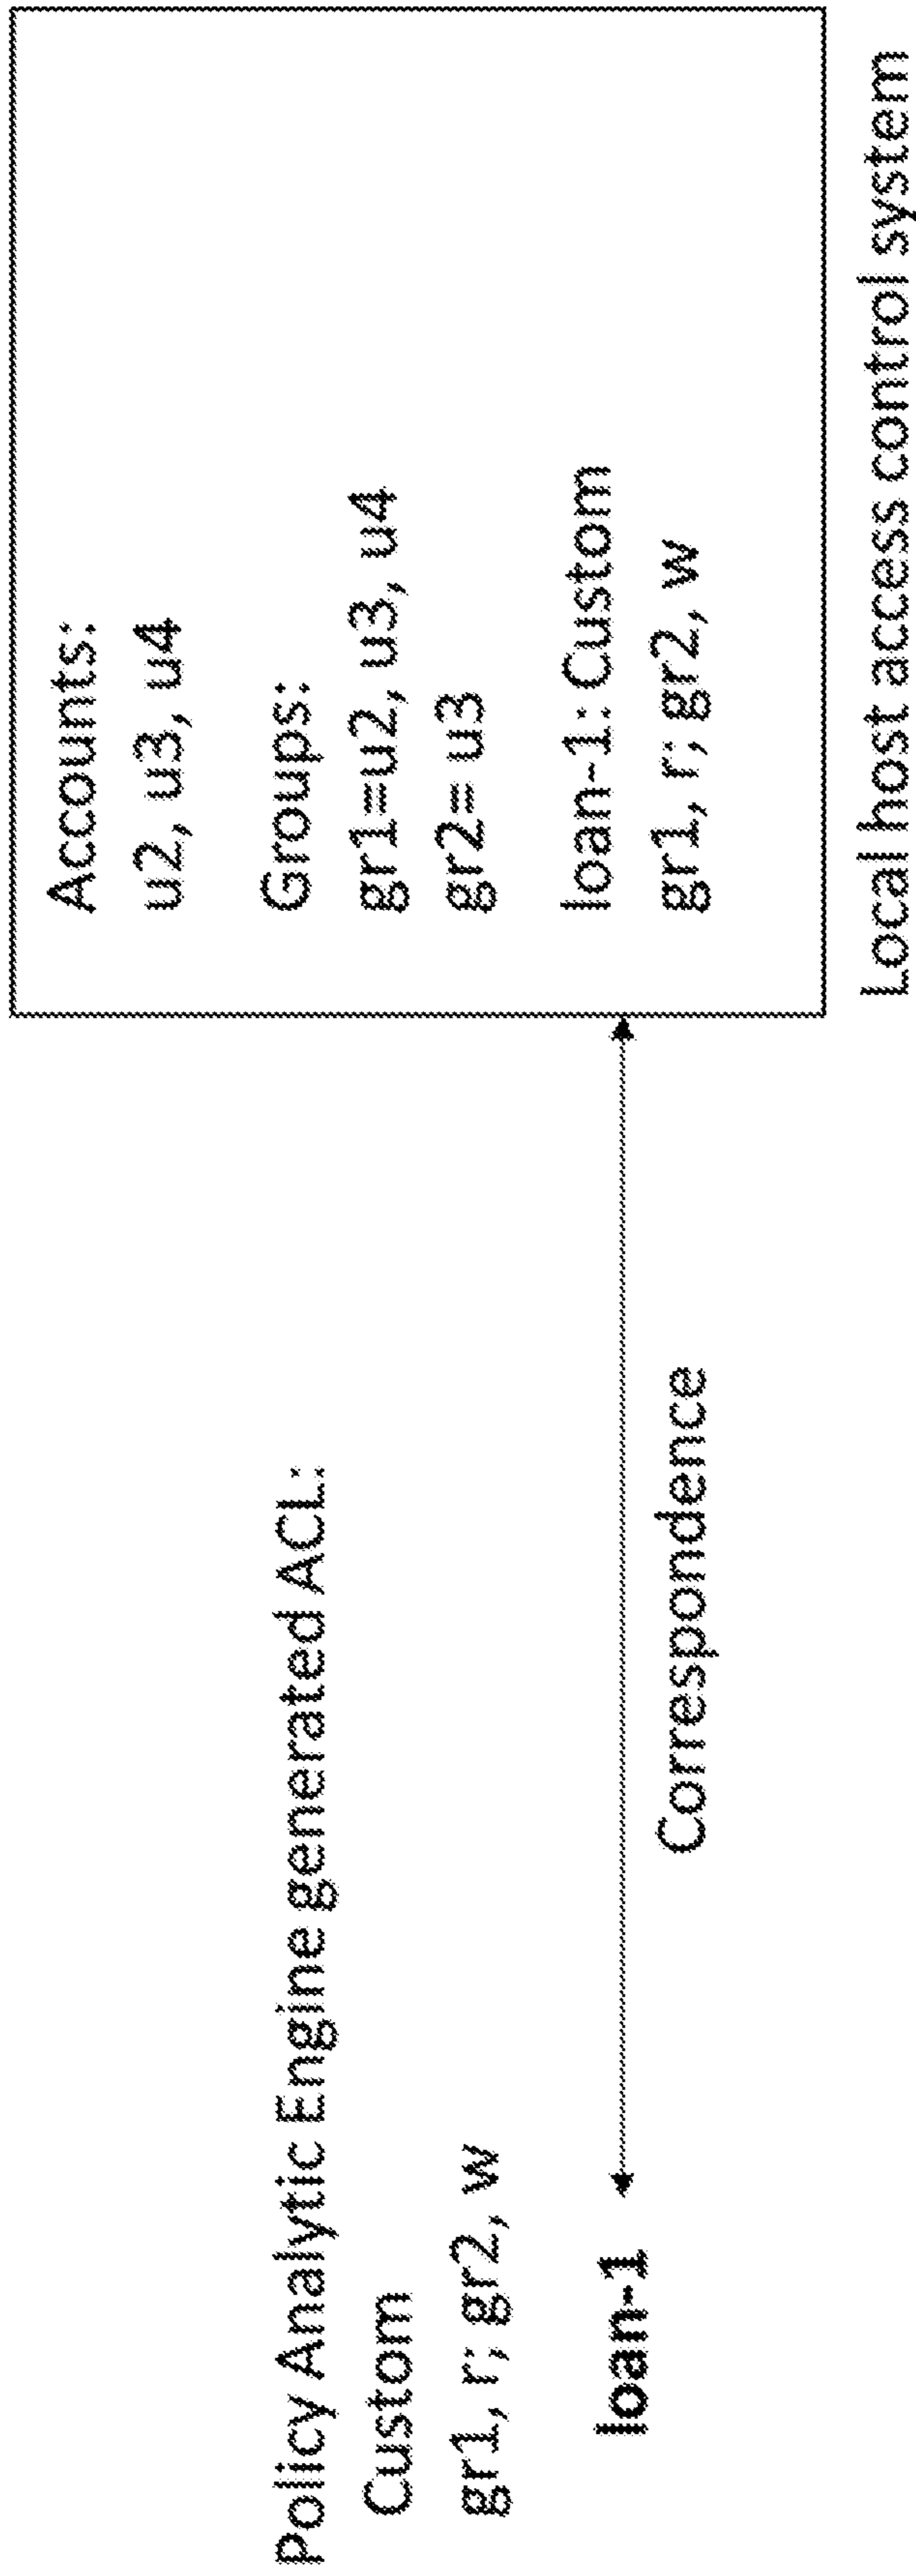 Policy Analytic Engine generated ACL:
Custom
gr1, r; gr2, w
loan-1
Correspondence
Accounts:
u2, u3, u4
Groups:
gr1=u2, u3, u4
gr2= u3
loan-1: Custom
gr1, r; gr2, w
Local host access control system